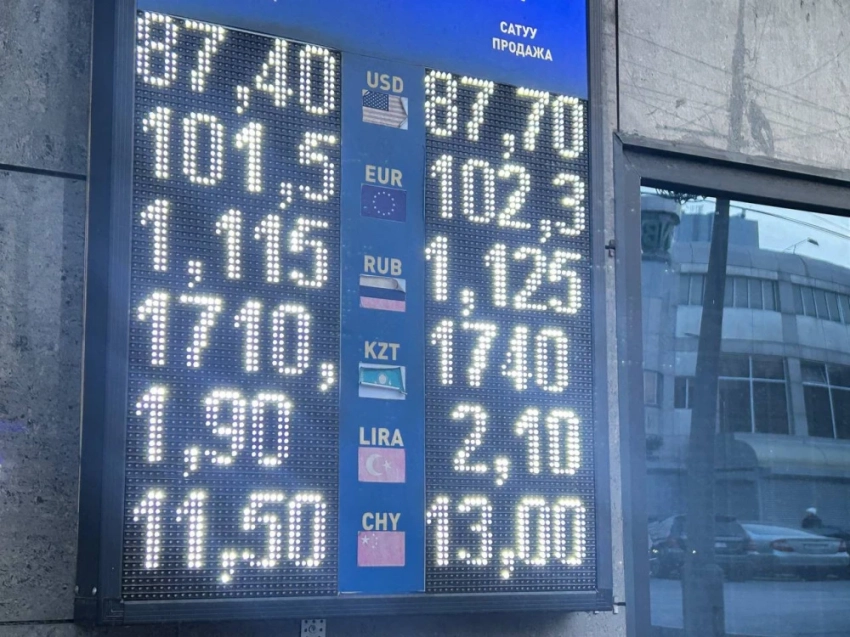 САТУУ
ПРОДАЖА
87,40 USD 87,70
101,5 EUR 102,3
1,115 RUB 1,125
1710, KZT 1740
1,90 LIRA 2,10
11,50 CHY 13,00